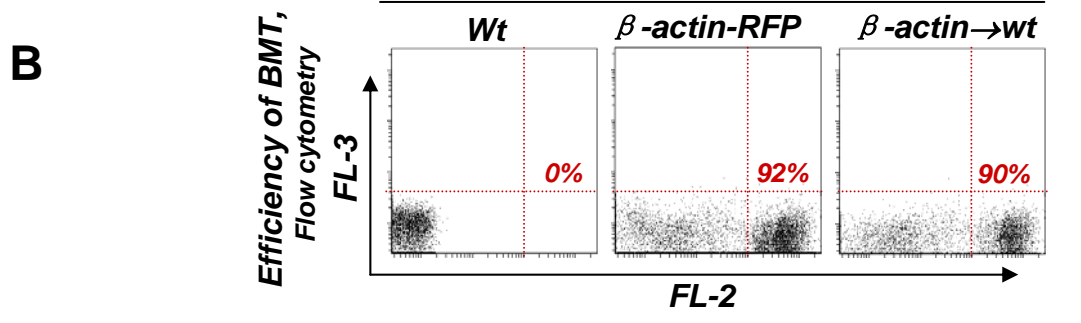 B
Efficiency of BMT,
Flow cytometry
FL-3
Wt
β-actin-RFP
β-actin→wt
0%
92%
90%
FL-2